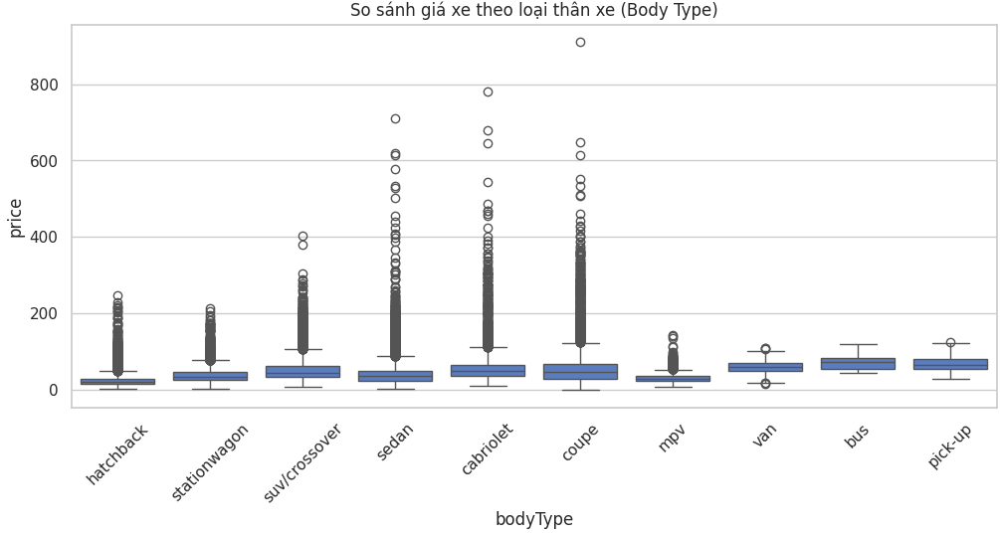 So sánh giá xe theo loại thân xe (Body Type)
price
800
600
400
200
0
hatchback
stationwagon
suv/crossover
sedan
cabriolet
coupe
mpv
van
bus
pick-up
bodyType